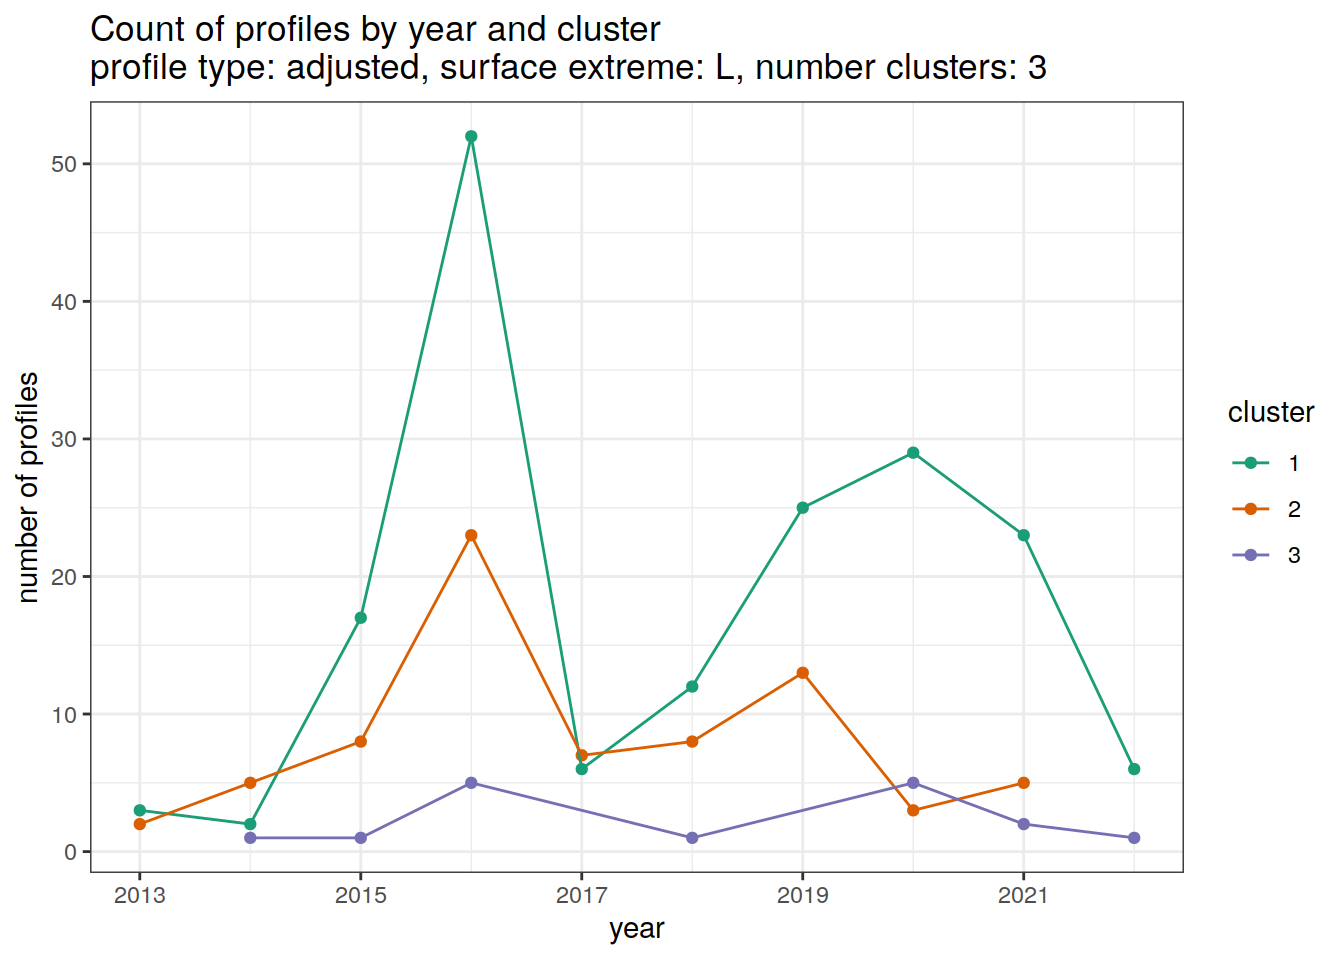 Count of profiles by year and cluster
profile type: adjusted, surface extreme: L, number clusters: 3
50
40
30
20
10
0
number of profiles
2013 2015 2017 2019 2021
year
cluster
1
2
3